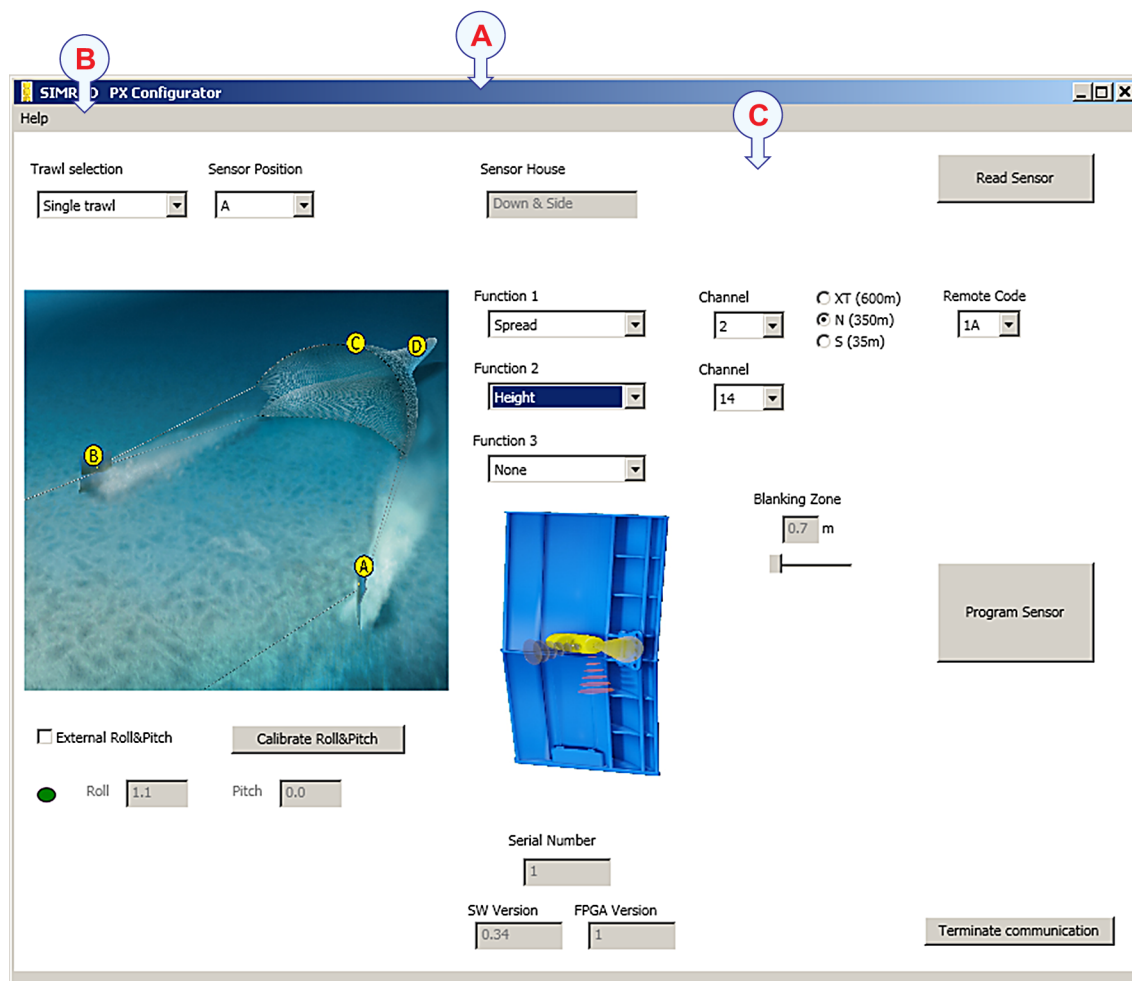 A
B
SIMR D PX Configurator
C
Help
Trawl selection
Sensor Position
Sensor House
Read Sensor
Single trawl
A
Down & Side
Function 1
Channel
XT (600m)
Remote Code
Spread
2
N (350m)
1A
S (35m)
C
D
Function 2
Channel
Height
14
B
Function 3
None
Blanking Zone
0.7 m
A
Program Sensor
External Roll&Pitch
Calibrate Roll&Pitch
Roll
1.1
Pitch
0.0
Serial Number
1
SW Version
FPGA Version
0.34
1
Terminate communication